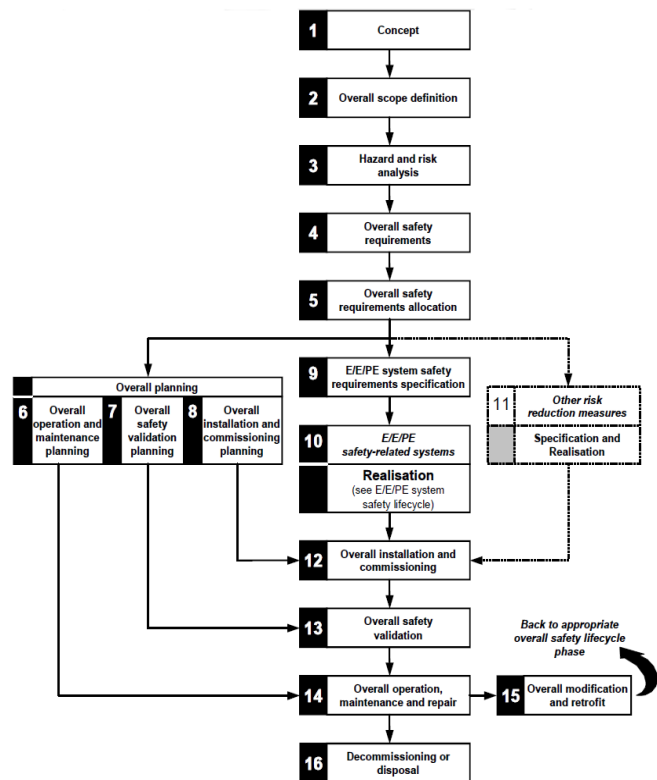 1
Concept
2
Overall scope definition
3
Hazard and risk
analysis
4
Overall safety
requirements
5
Overall safety
requirements allocation
Overall planning
6
Overall
operation and
maintenance
planning
7
Overall
safety
validation
planning
8
Overall
installation and
commissioning
planning
9
E/E/PE system safety
requirements specification
10
E/E/PE
safety-related systems
Realisation
(see E/E/PE system
safety lifecycle)
11
Other risk
reduction measures
Specification and
Realisation
12
Overall installation and
commissioning
13
Overall safety
validation
Back to appropriate
overall safety lifecycle
phase
14
Overall operation,
maintenance and repair
15
Overall modification
and retrofit
16
Decommissioning or
disposal